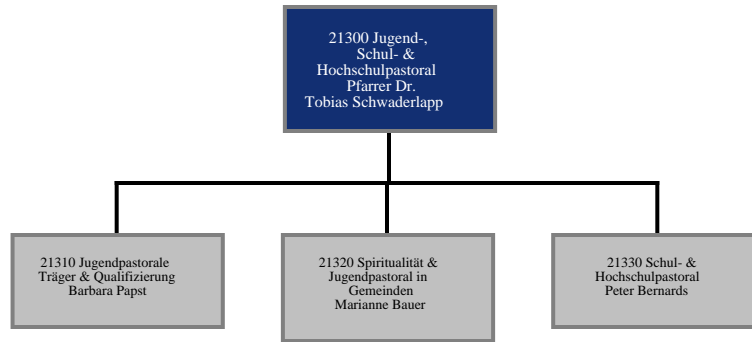 21300 Jugend-,
Schul- &
Hochschulpastoral
Pfarrer Dr.
Tobias Schwaderlapp
21310 Jugendpastorale
Träger & Qualifizierung
Barbara Papst
21320 Spiritualität &
Jugendpastoral in
Gemeinden
Marianne Bauer
21330 Schul- &
Hochschulpastoral
Peter Bernards